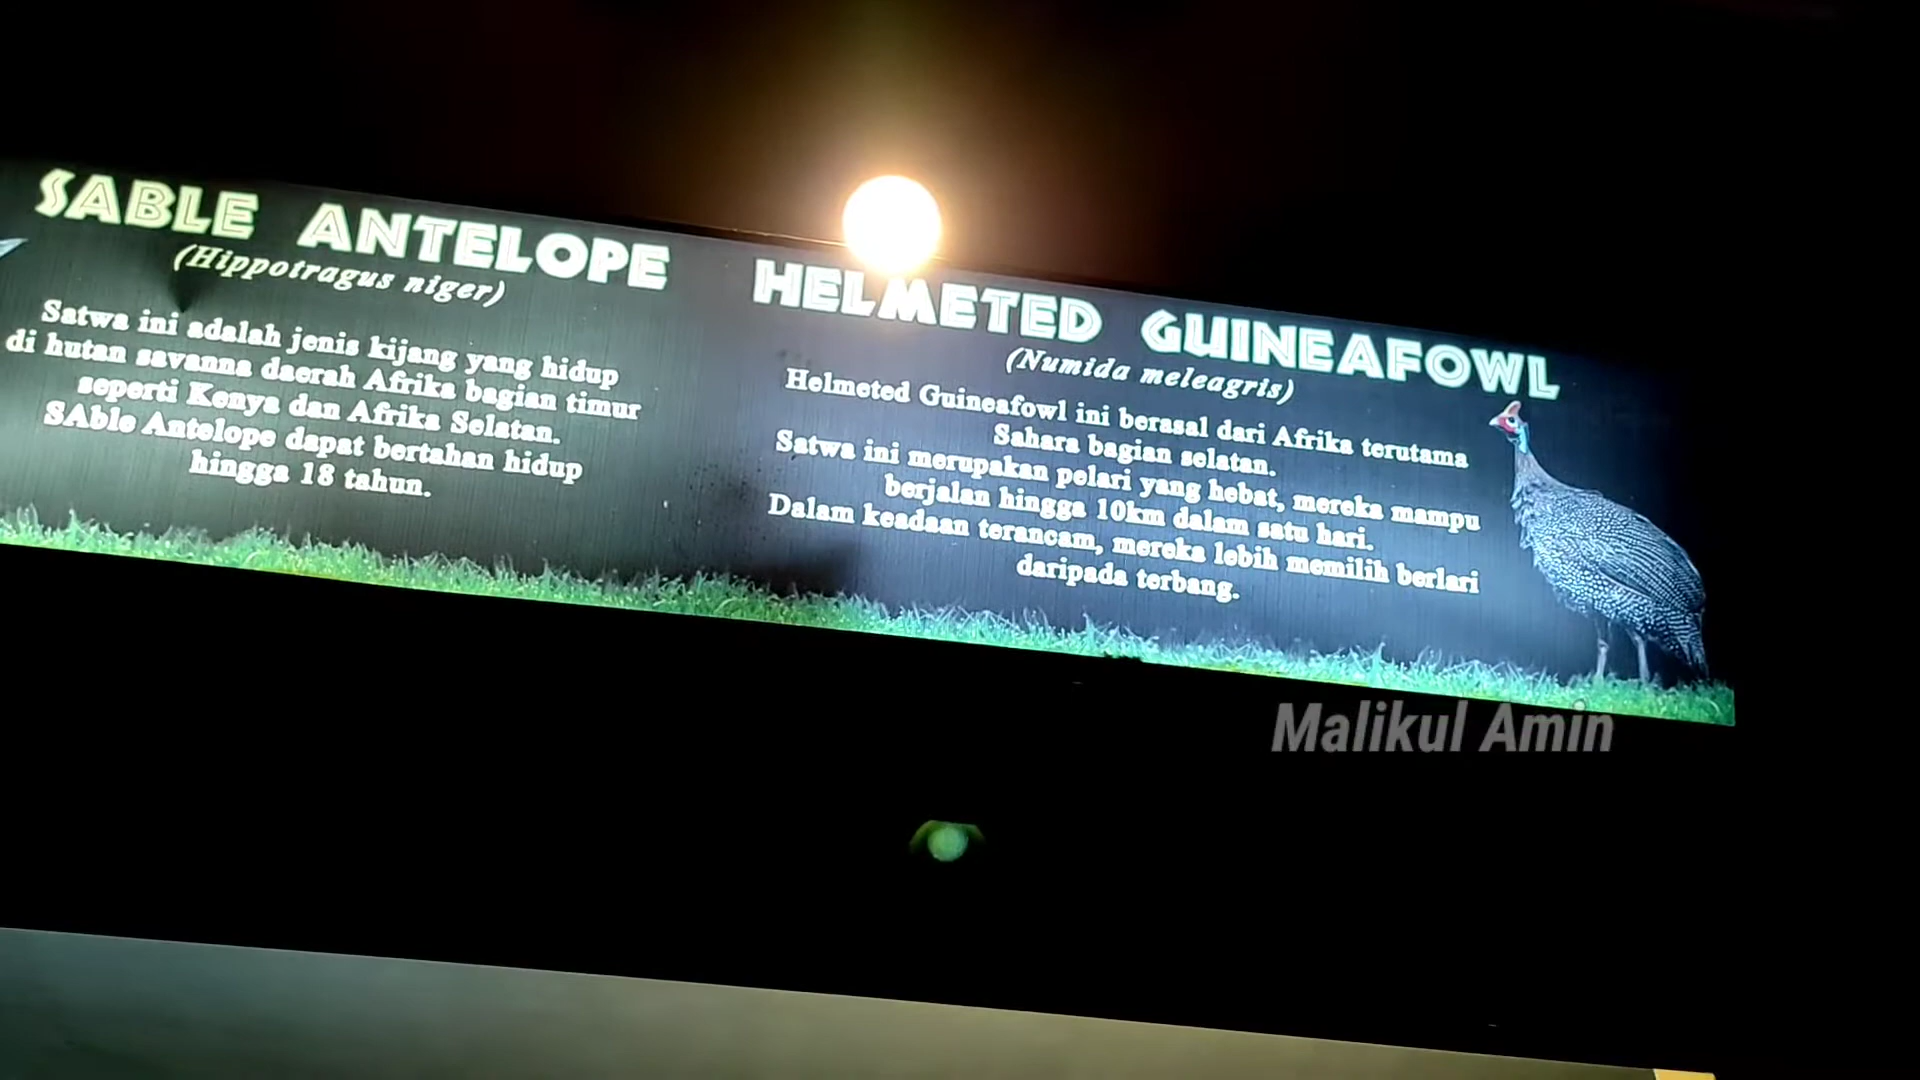 SABLE ANTELOPE
(Hippotragus niger)
Satwa ini adalah jenis kijang yang hidup
di hutan savanna daerah Afrika bagian timur
seperti Kenya dan Afrika Selatan.
SAble Antelope dapat bertahan hidup
hingga 18 tahun.
HELMETED GUINEAFOWL
(Numida meleagris)
Helmeted Guineafowl ini berasal dari Afrika terutama
Sahara bagian selatan.
Satwa ini merupakan pelari yang hebat, mereka mampu
berjalan hingga 10km dalam satu hari.
Dalam keadaan terancam, mereka lebih memilih berlari
daripada terbang.
Malikul Amin